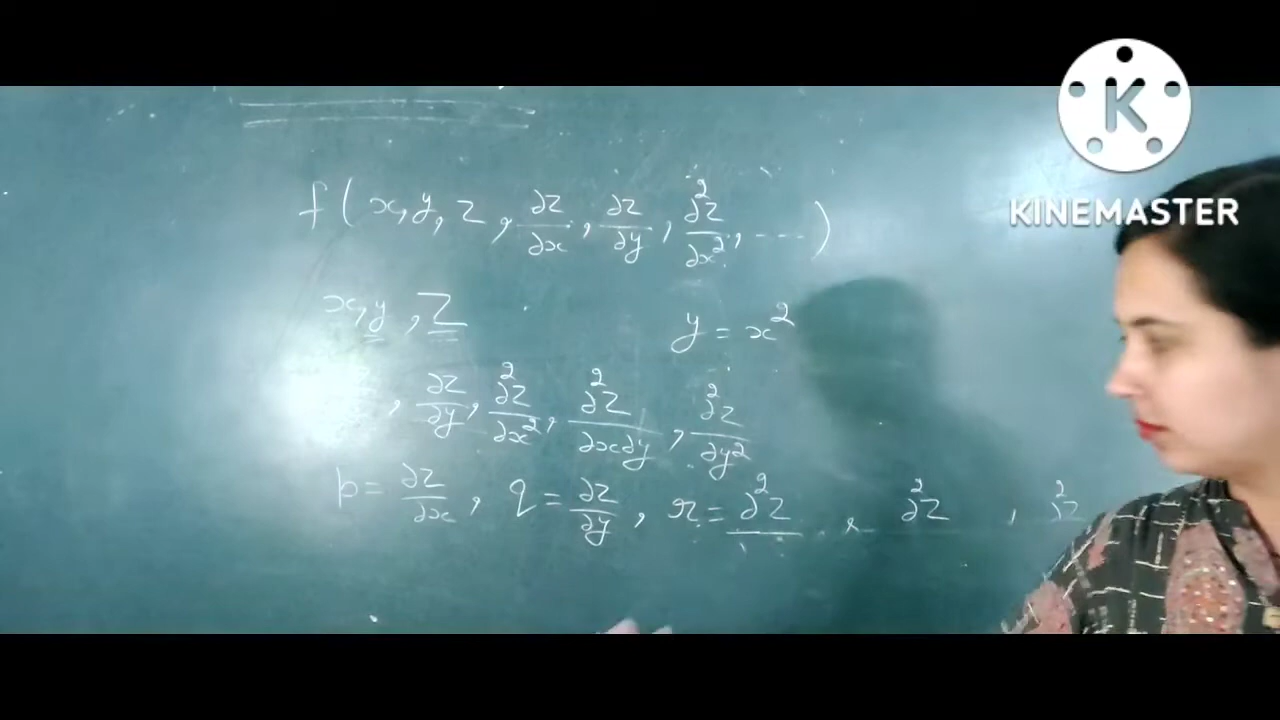 K
KINEMASTER
f(x, y, z, ∂z/∂x, ∂z/∂y, ∂²z/∂x², ----)
x, y, z
y = x²
, ∂z/∂y, ∂²z/∂x², ∂²z/∂x∂y, ∂²z/∂y²
p = ∂z/∂x, q = ∂z/∂y, r = ∂²z , ∂²z , ∂²z